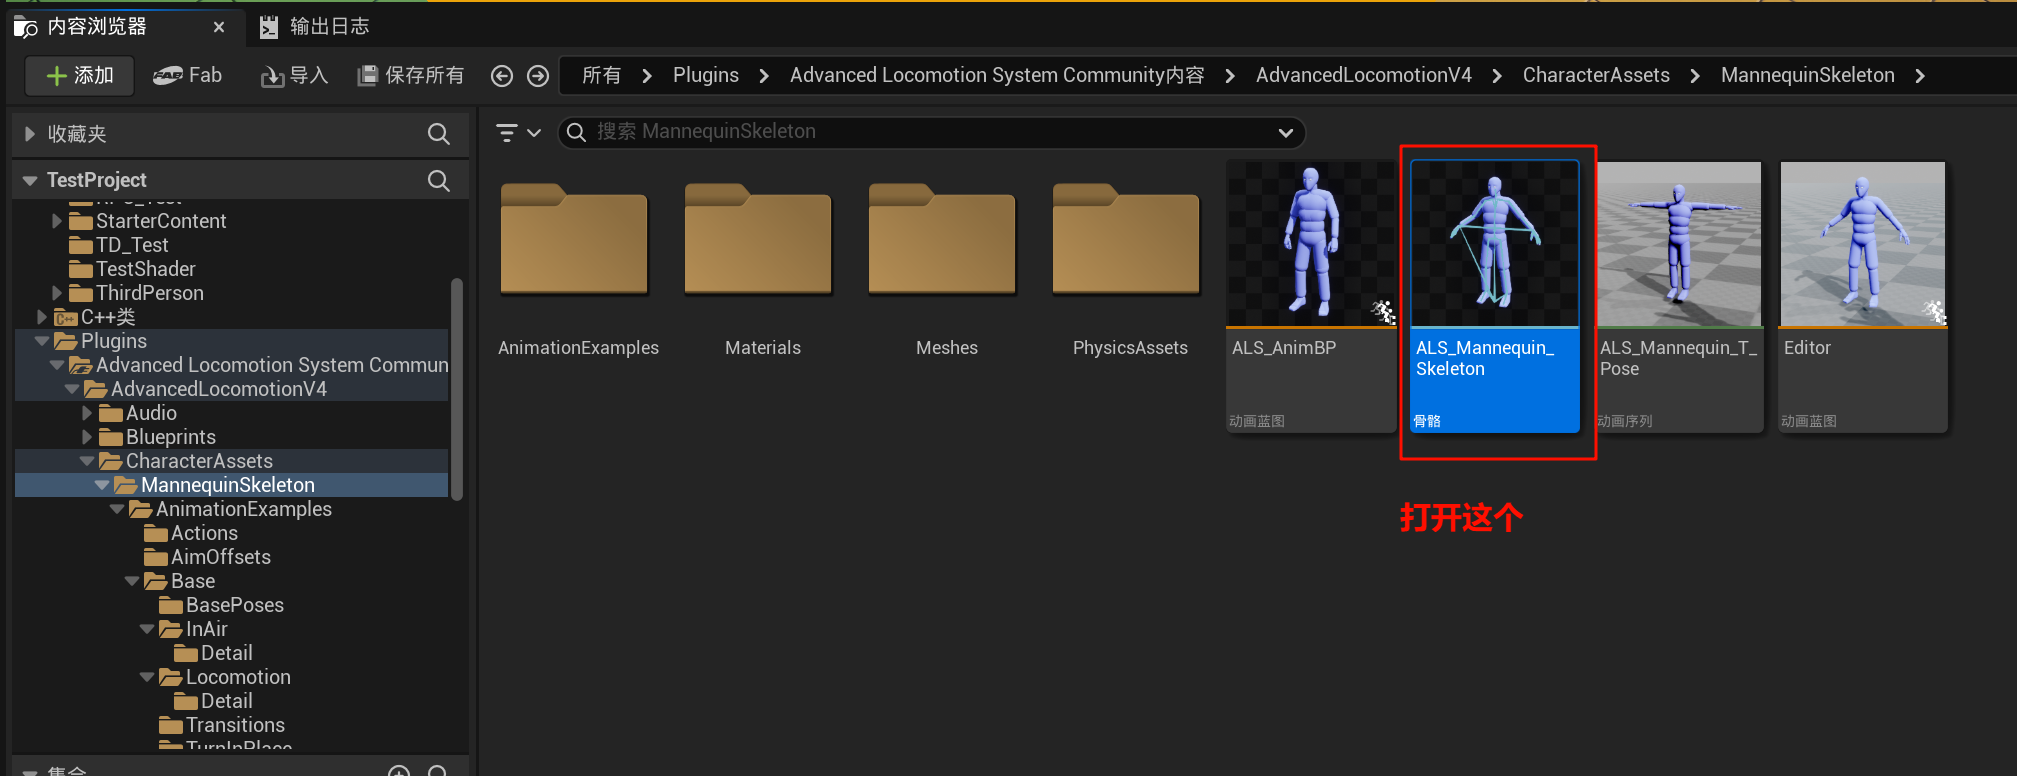 内容浏览器
输出日志
添加
Fab
导入
保存所有
所有 > Plugins > Advanced Locomotion System Community内容 > AdvancedLocomotionV4 > CharacterAssets > MannequinSkeleton >
收藏夹
搜索 MannequinSkeleton
TestProject
StarterContent
TD_Test
TestShader
ThirdPerson
C++类
Plugins
Advanced Locomotion System Commun
AdvancedLocomotionV4
Audio
Blueprints
CharacterAssets
MannequinSkeleton
AnimationExamples
Actions
AimOffsets
Base
BasePoses
InAir
Detail
Locomotion
Detail
Transitions
TurnInPlace
集合
AnimationExamples
Materials
Meshes
PhysicsAssets
ALS_AnimBP
动画蓝图
ALS_Mannequin_
Skeleton
骨骼
ALS_Mannequin_T_
Pose
动画序列
Editor
动画蓝图
打开这个